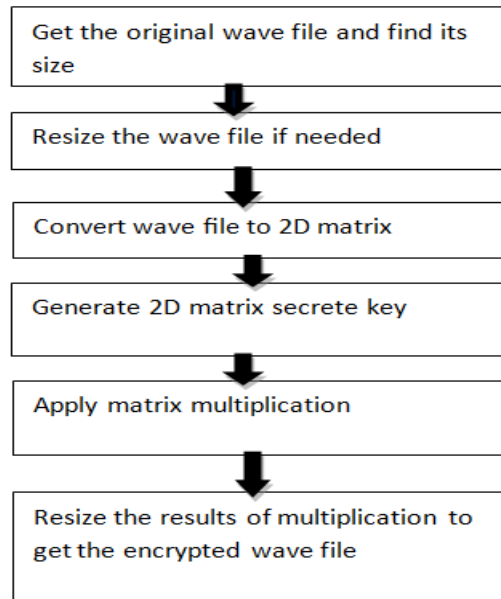 Get the original wave file and find its
size
Resize the wave file if needed
Convert wave file to 2D matrix
Generate 2D matrix secrete key
Apply matrix multiplication
Resize the results of multiplication to
get the encrypted wave file